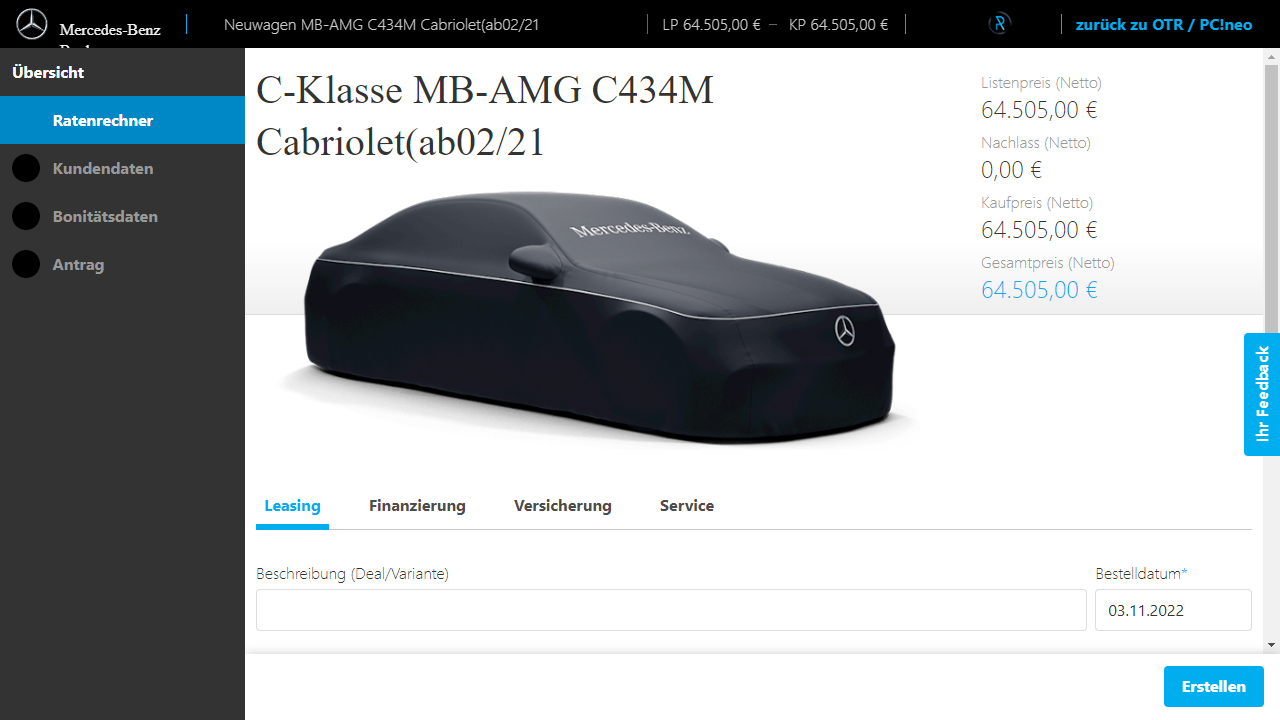 Mercedes-Benz
Neuwagen MB-AMG C434M Cabriolet(ab02/21
LP 64.505,00 € – KP 64.505,00 €
zurück zu OTR / PC!neo
Übersicht
Ratenrechner
Kundendaten
Bonitätsdaten
Antrag
C-Klasse MB-AMG C434M
Cabriolet(ab02/21
Mercedes-Benz
Listenpreis (Netto)
64.505,00 €
Nachlass (Netto)
0,00 €
Kaufpreis (Netto)
64.505,00 €
Gesamtpreis (Netto)
64.505,00 €
Ihr Feedback
Leasing Finanzierung Versicherung Service
Beschreibung (Deal/Variante) Bestelldatum*
03.11.2022
Erstellen